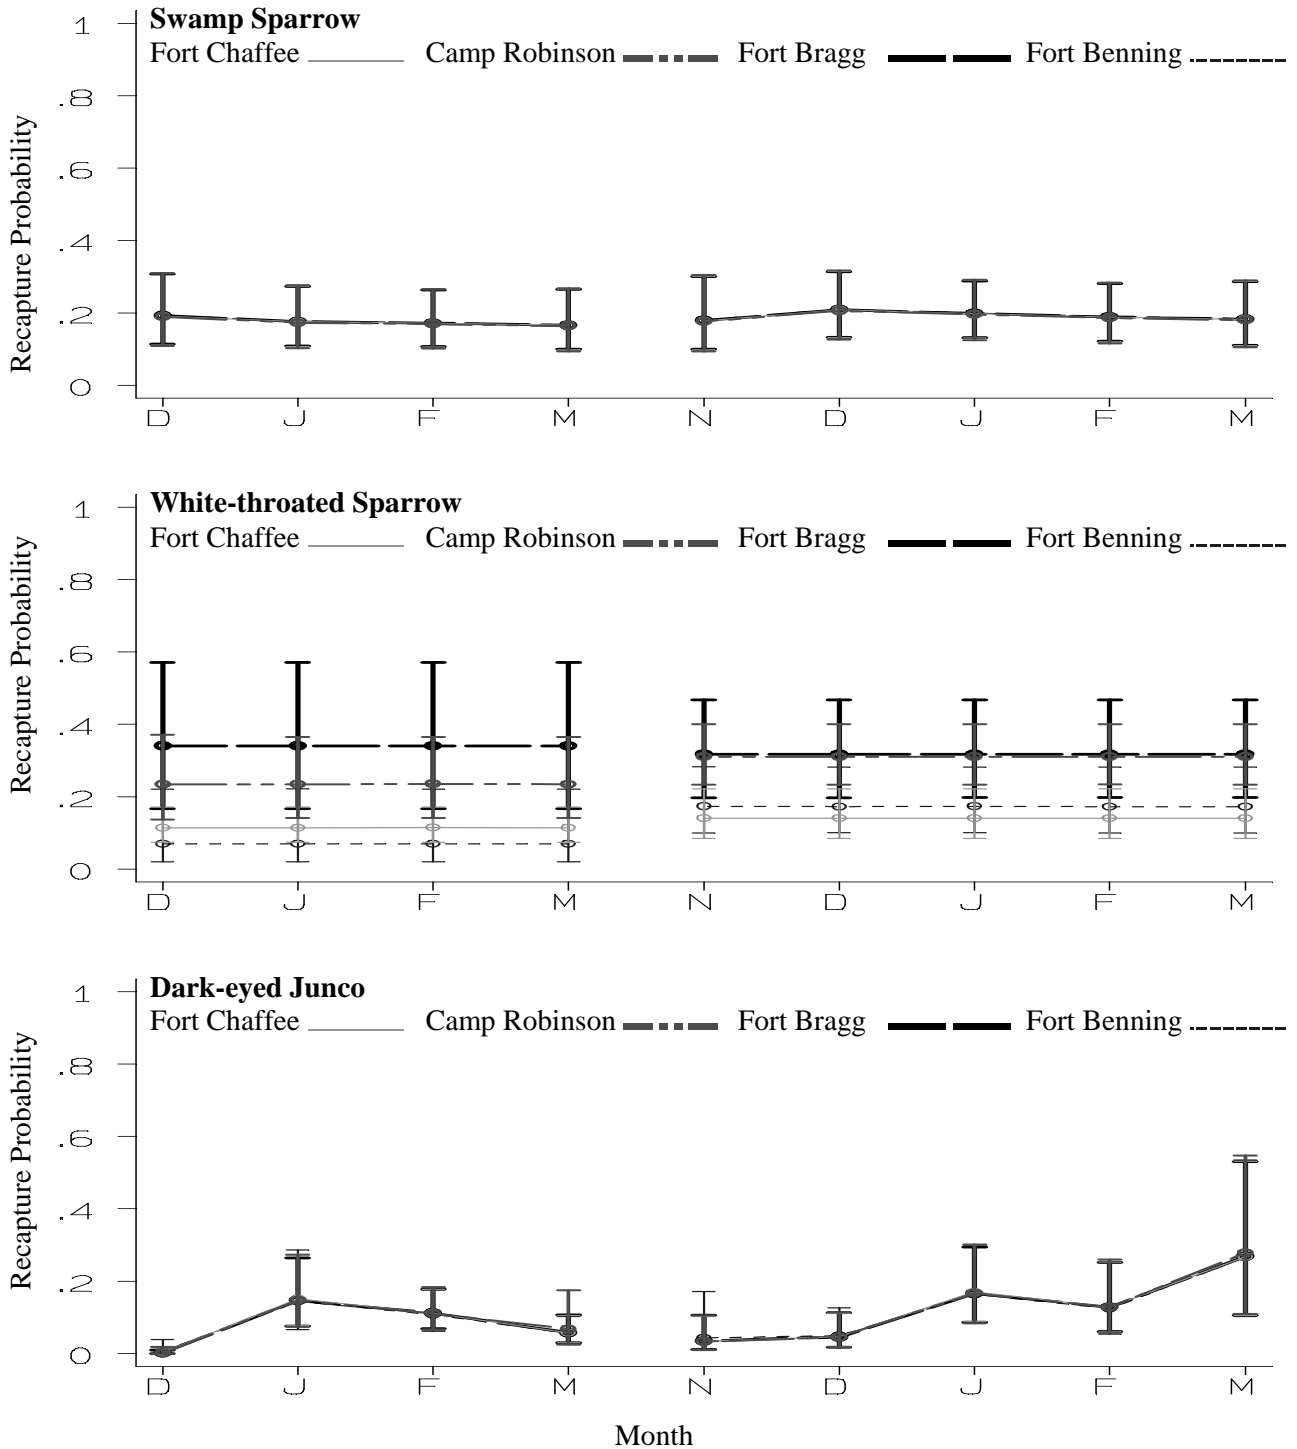 Swamp Sparrow
Fort Chaffee Camp Robinson Fort Bragg Fort Benning
1
.8
.6
.4
.2
0
Recapture Probability
D J F M N D J F M
White-throated Sparrow
Fort Chaffee Camp Robinson Fort Bragg Fort Benning
1
.8
.6
.4
.2
0
Recapture Probability
D J F M N D J F M
Dark-eyed Junco
Fort Chaffee Camp Robinson Fort Bragg Fort Benning
1
.8
.6
.4
.2
0
Recapture Probability
D J F M N D J F M
Month